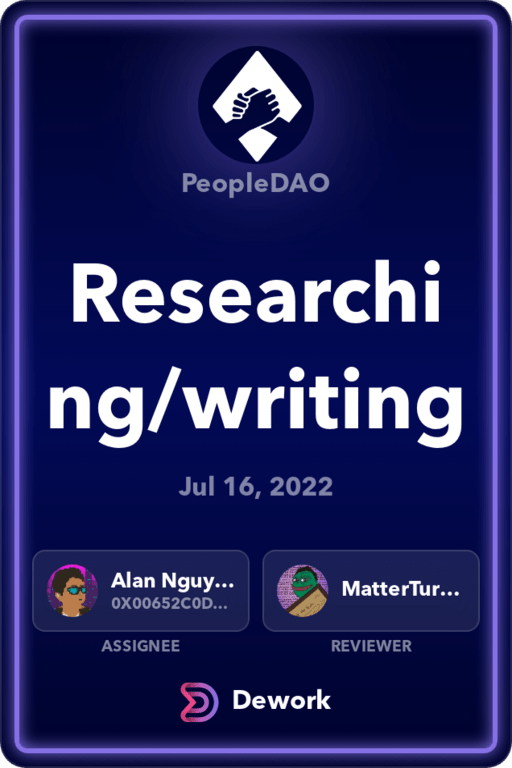 PeopleDAO
Researchi
ng/writing
Jul 16, 2022
Alan Nguy...
0X00652C0D...
MatterTur...
ASSIGNEE
REVIEWER
Dework